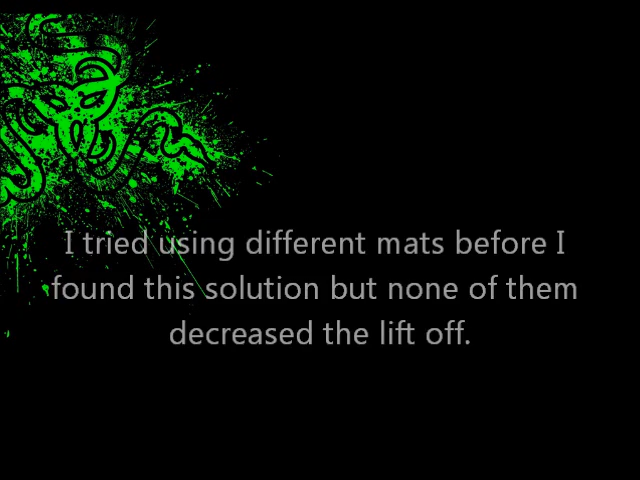 I tried using different mats before I
found this solution but none of them
decreased the lift off.